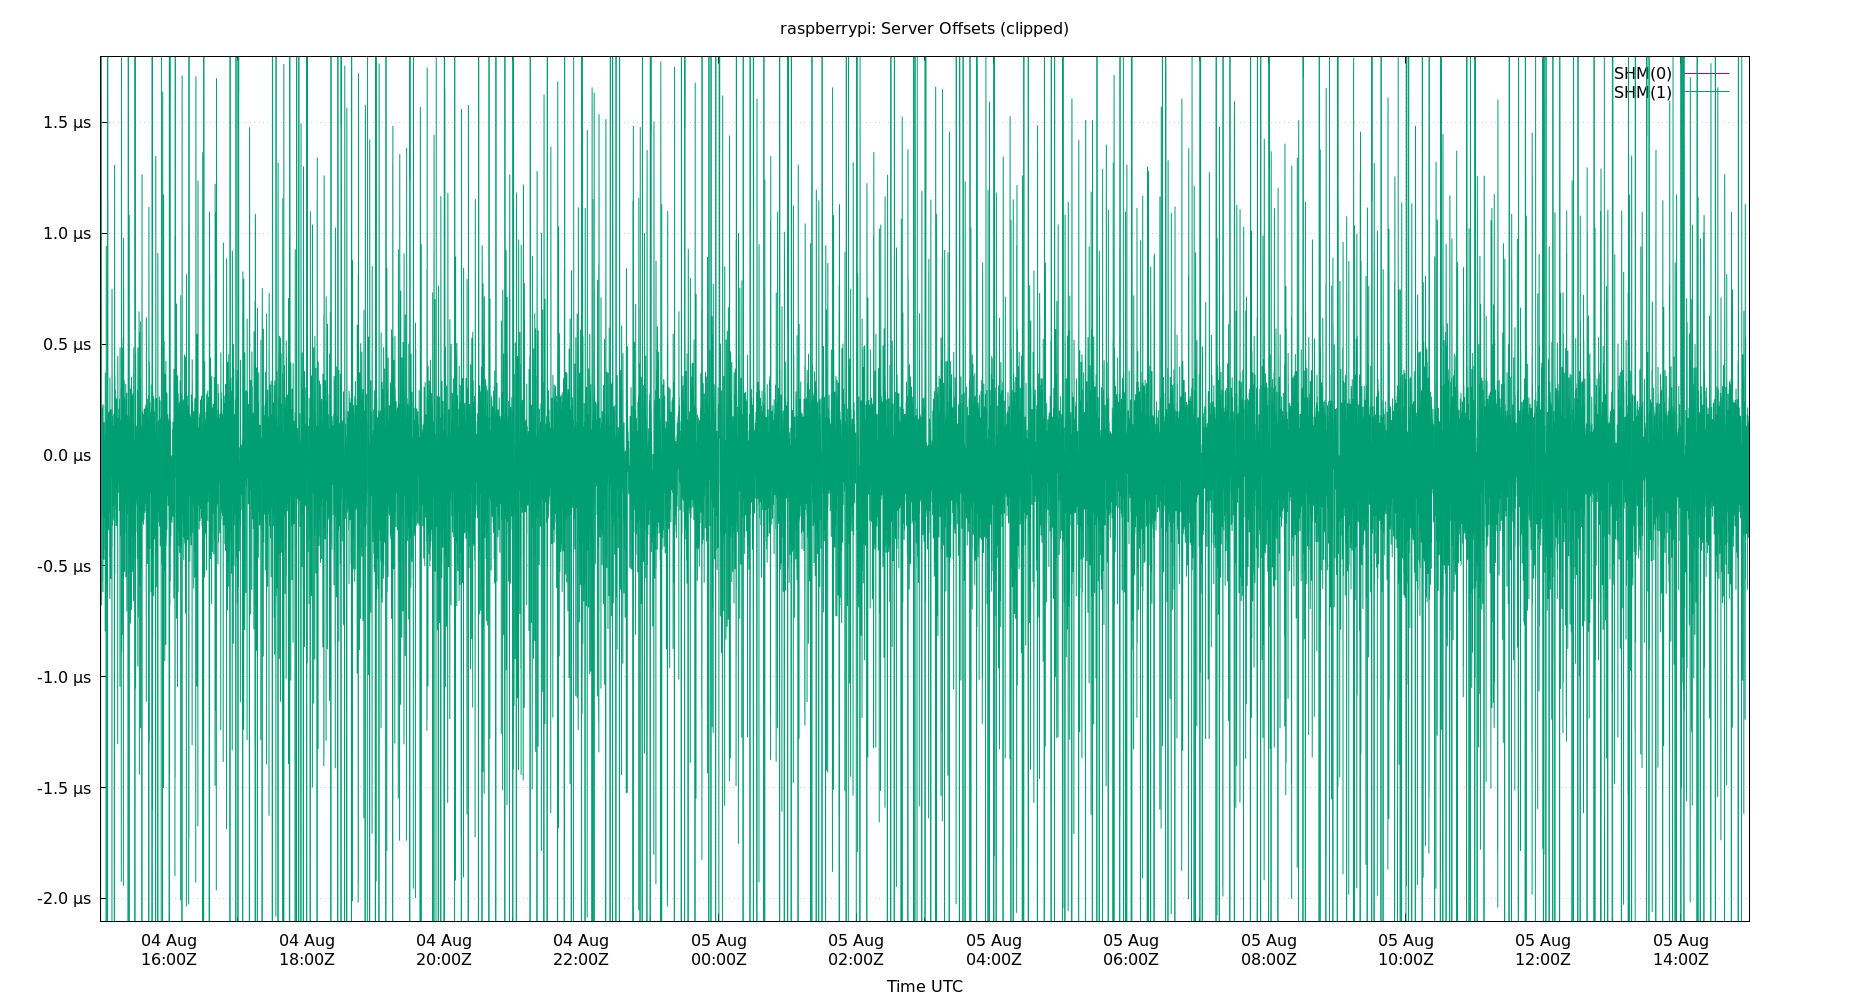 raspberrypi: Server Offsets (clipped)
SHM(0)
SHM(1)
1.5 µs
1.0 µs
0.5 µs
0.0 µs
-0.5 µs
-1.0 µs
-1.5 µs
-2.0 µs
04 Aug 04 Aug 04 Aug 04 Aug 05 Aug 05 Aug 05 Aug 05 Aug 05 Aug 05 Aug 05 Aug 05 Aug
16:00Z 18:00Z 20:00Z 22:00Z 00:00Z 02:00Z 04:00Z 06:00Z 08:00Z 10:00Z 12:00Z 14:00Z
Time UTC